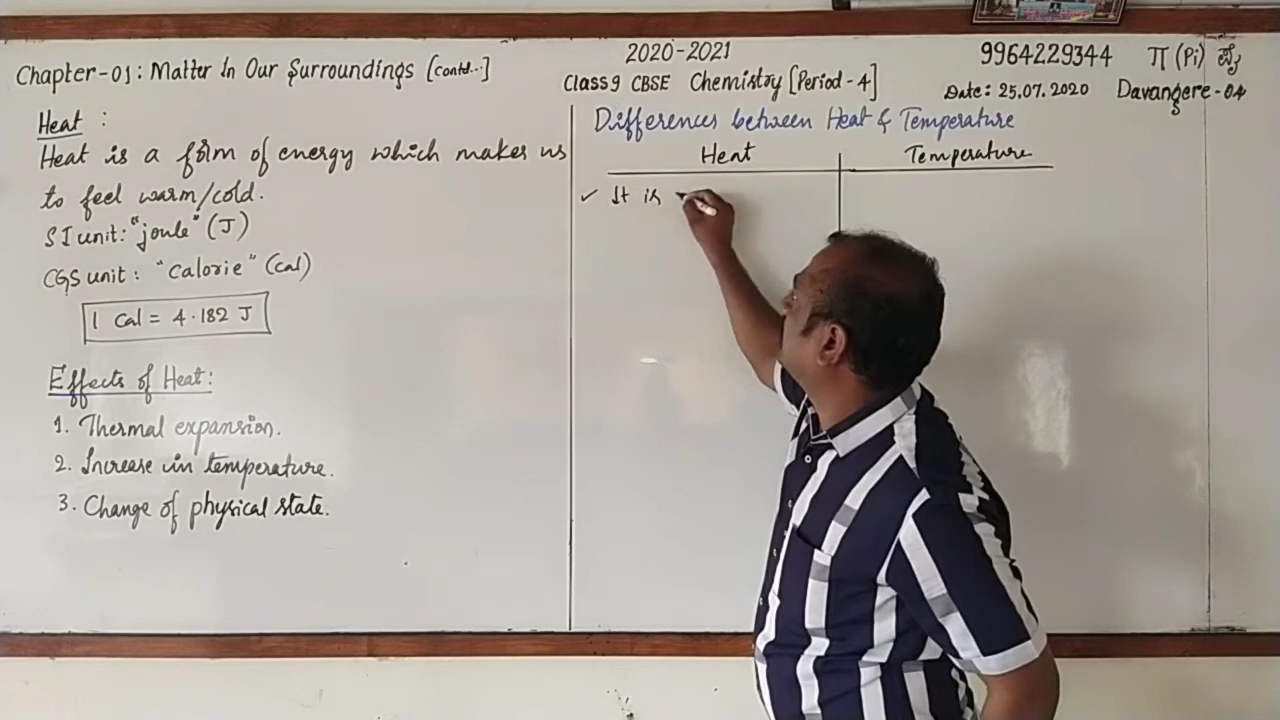 Chapter-01: Matter In Our Surroundings [contd...]
2020-2021
Class 9 CBSE Chemistry [Period-4]
9964229344 π (Pi)
Date: 25.07.2020 Davangere-04
Heat :
Heat is a form of energy which makes us
to feel warm/cold.
SI unit: "joule" (J)
CGS unit: "Calorie" (Cal)
1 Cal = 4.182 J
Effects of Heat:
1. Thermal expansion.
2. Increase in temperature.
3. Change of physical state.
Differences between Heat & Temperature
Heat Temperature
✓ It is